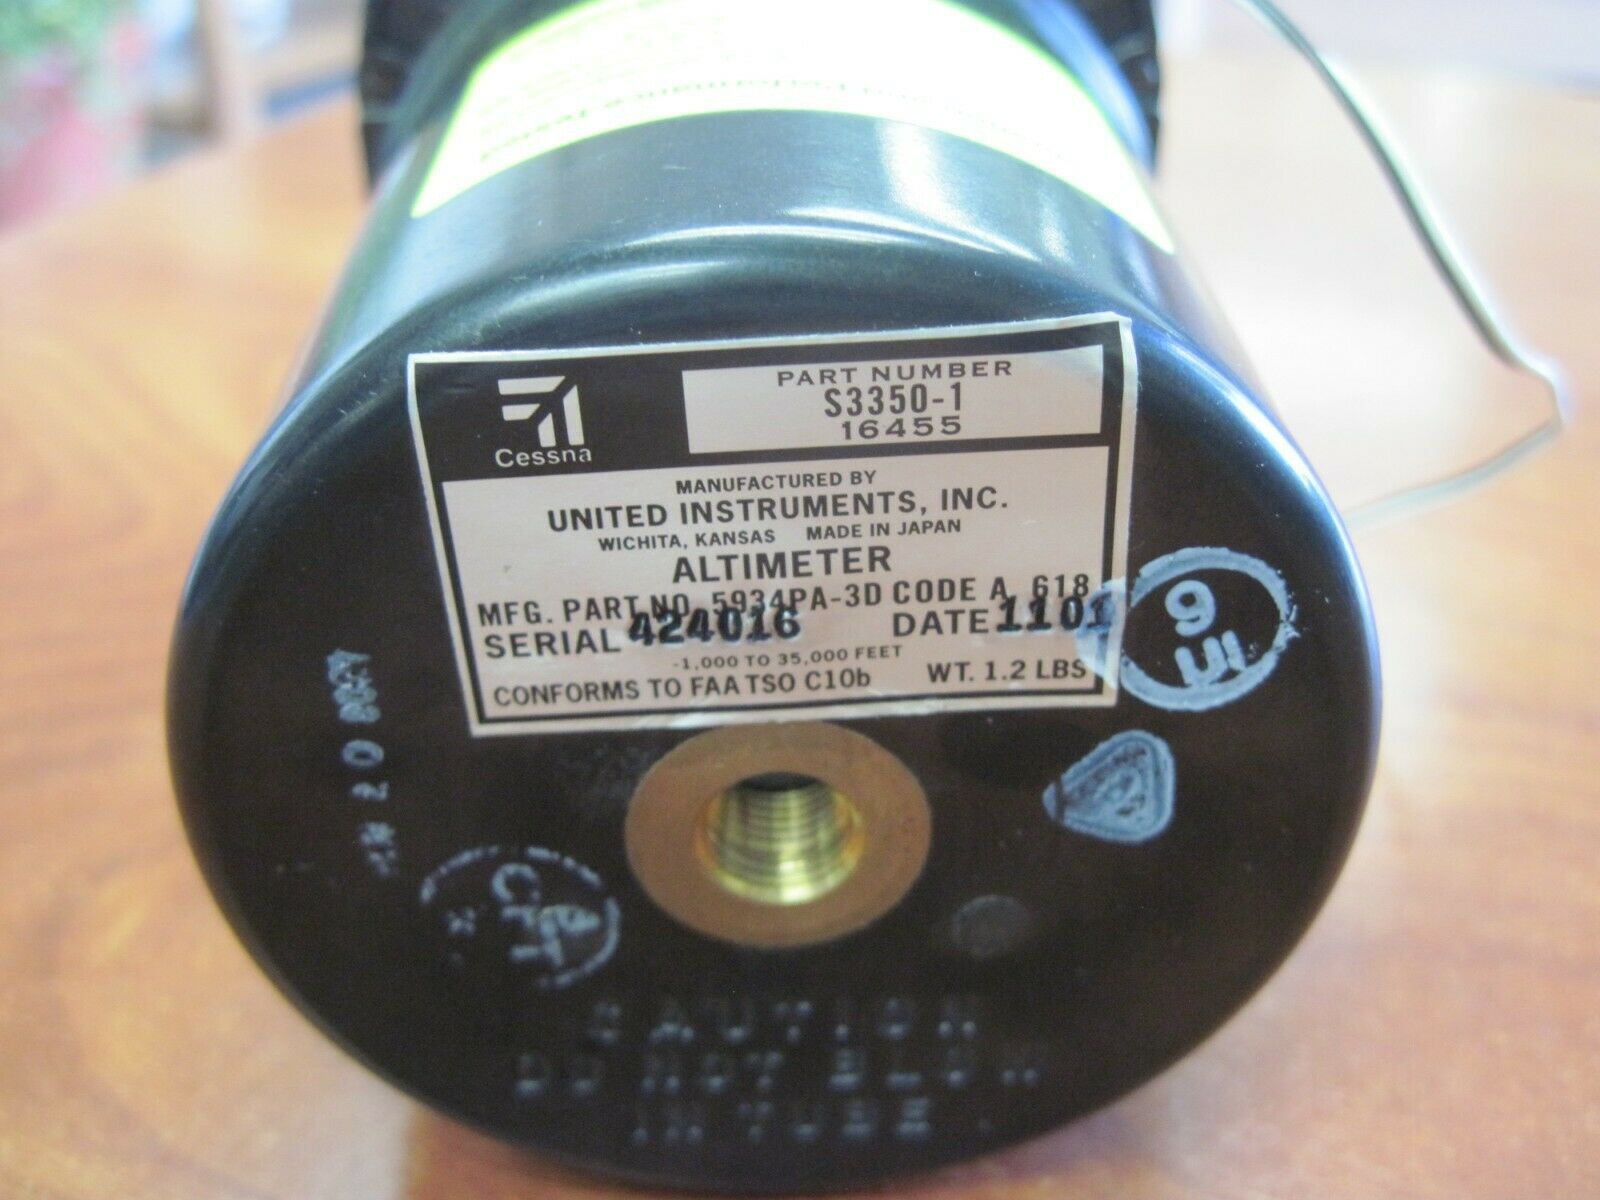 PART NUMBER
S3350-1
16455
Cessna
MANUFACTURED BY
UNITED INSTRUMENTS, INC.
WICHITA, KANSAS MADE IN JAPAN
ALTIMETER
MFG. PART NO. 5934PA-3D CODE A. 618
SERIAL 424016 DATE 1101
-1,000 TO 35,000 FEET
CONFORMS TO FAA TSO C10b WT. 1.2 LBS
9
UI
CAUTION
DO NOT BLOW
IN TUBE